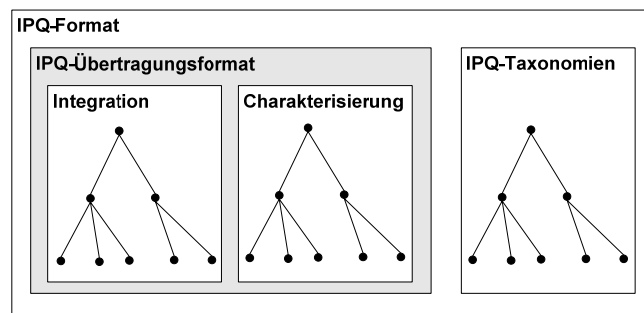 IPQ-Format
IPQ-Übertragungsformat
IPQ-Taxonomien
Integration
Charakterisierung